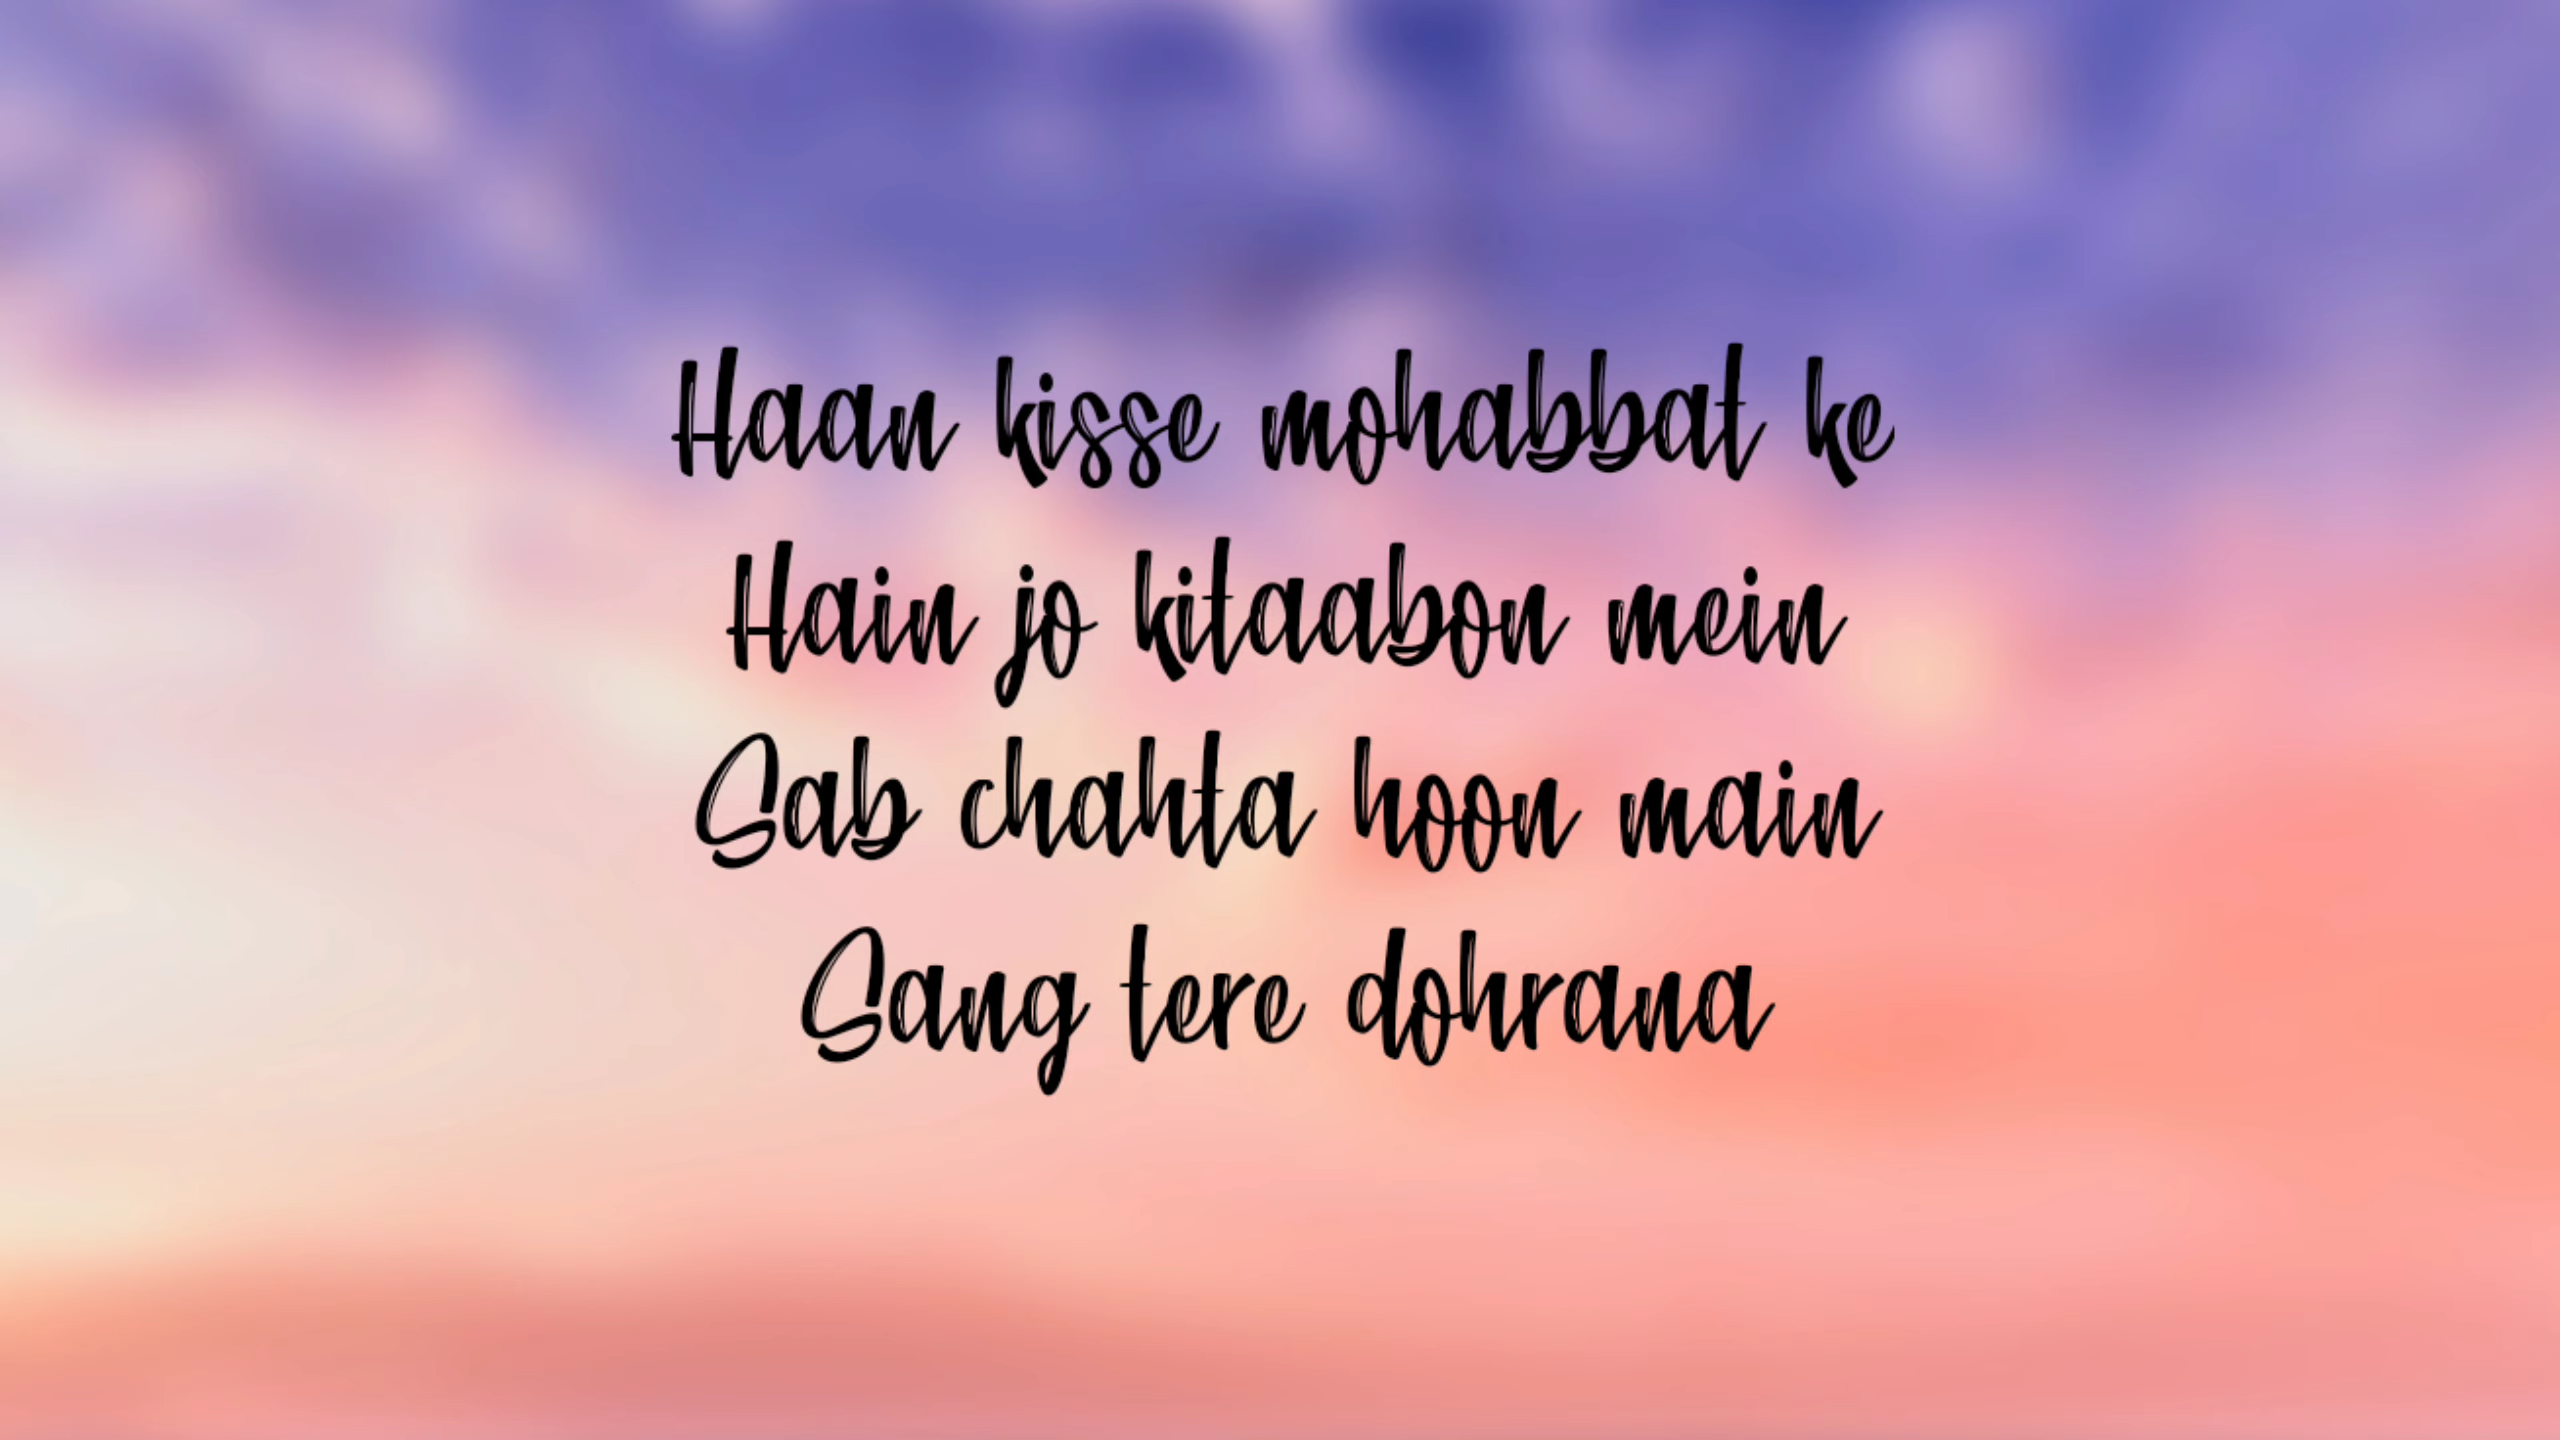 Haan kisse mohabbat ke
Hain jo kitaabon mein
Sab chahta hoon main
Sang tere dohrana